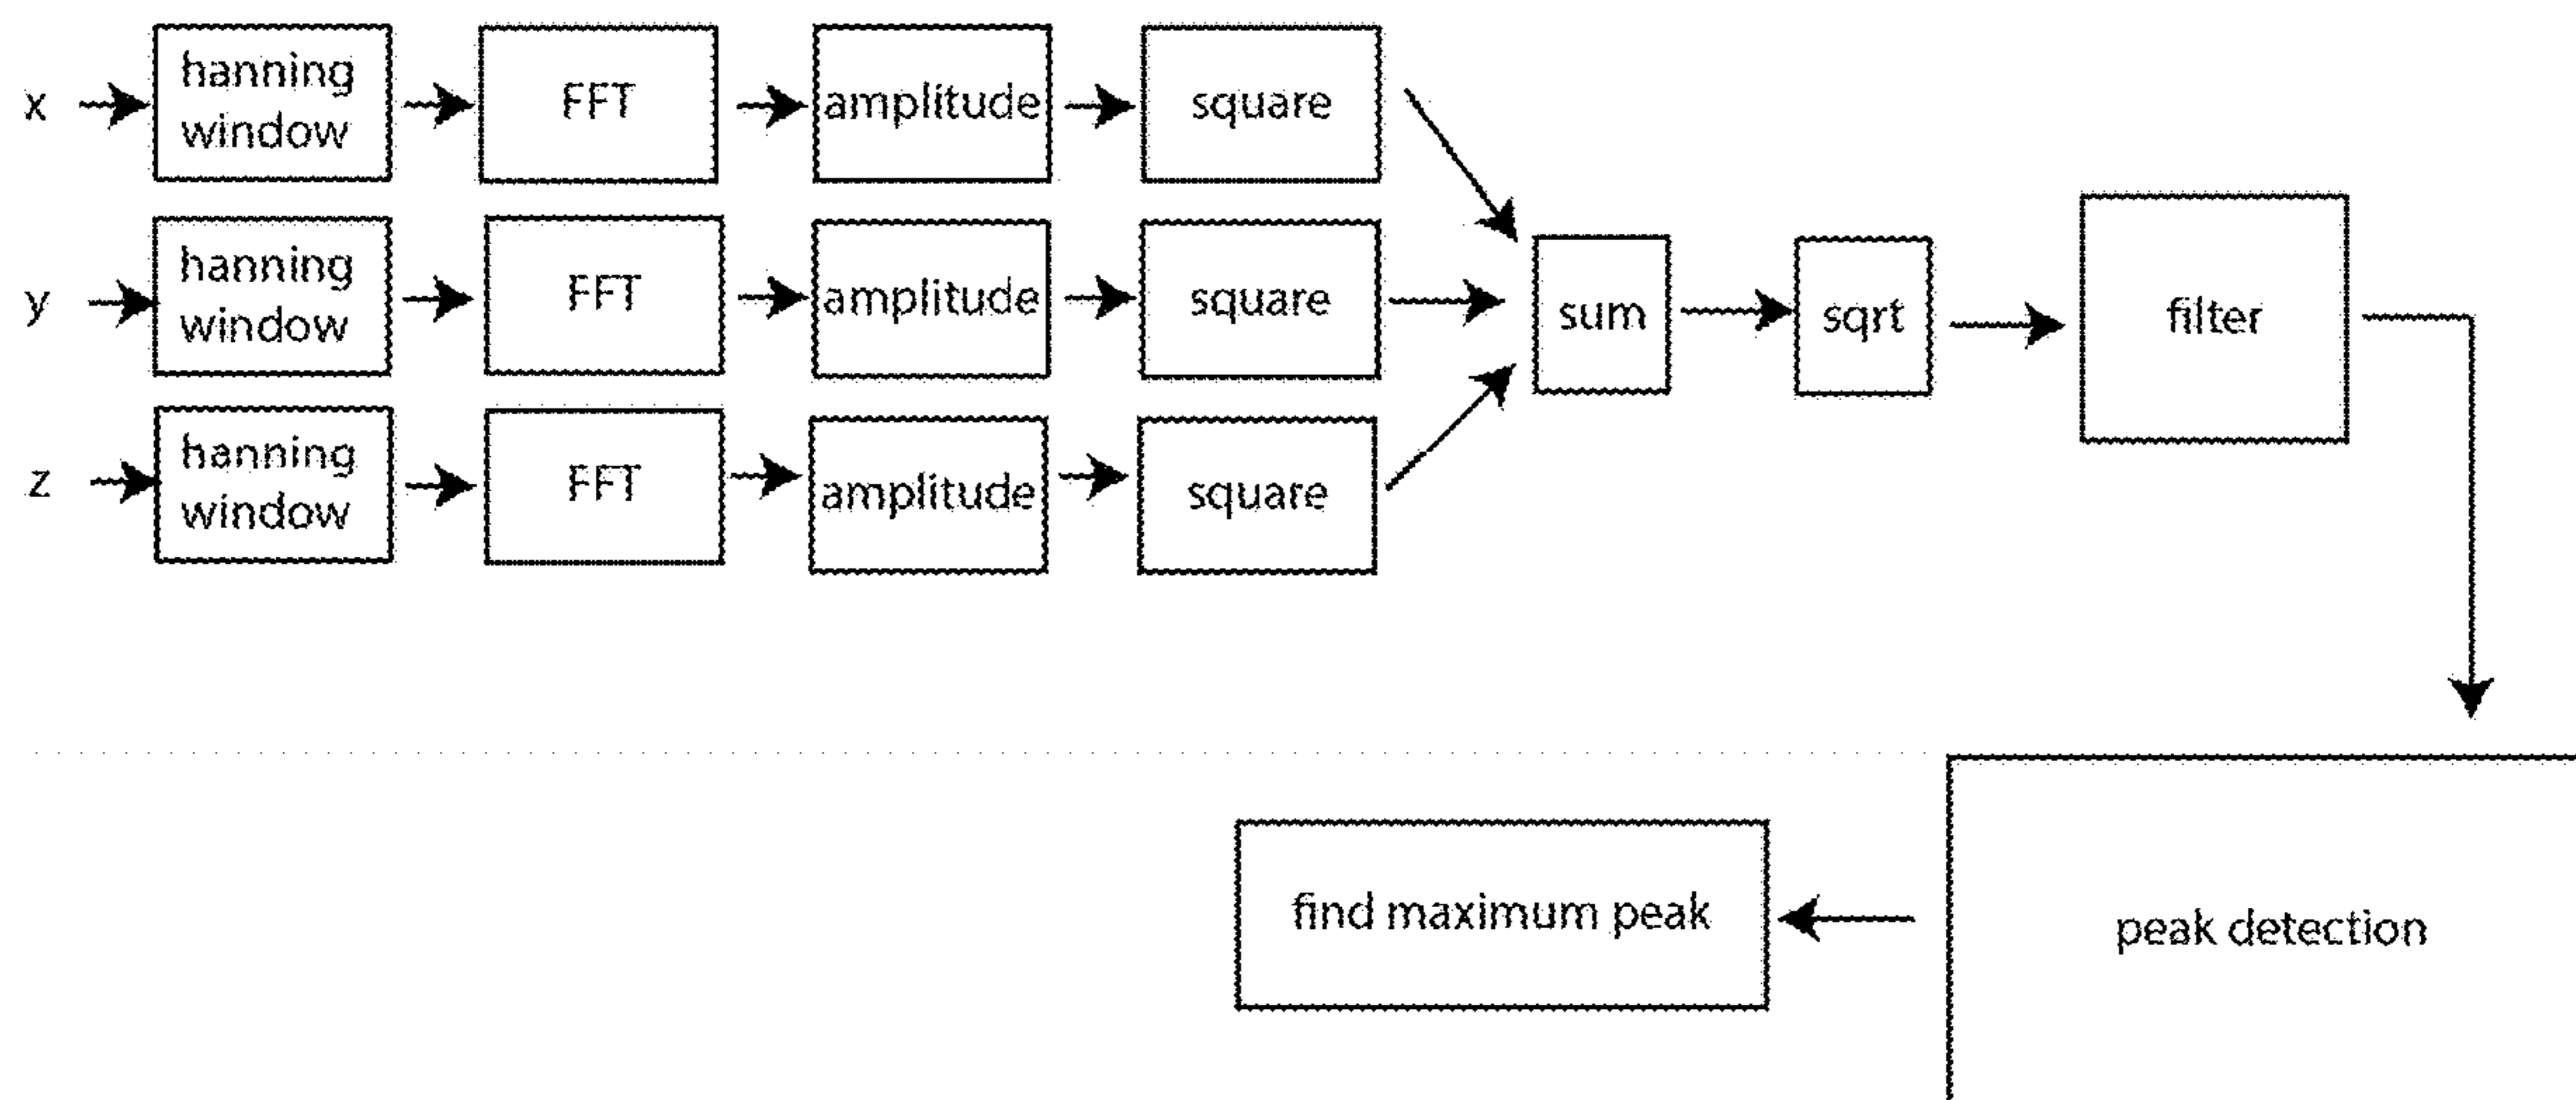 x
hanning
window
FFT
amplitude
square
y
hanning
window
FFT
amplitude
square
sum
sqrt
filter
z
hanning
window
FFT
amplitude
square
find maximum peak
peak detection